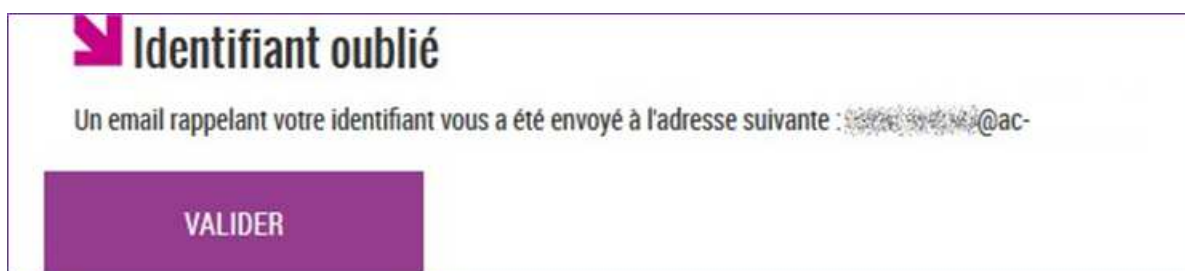 Identifiant oublié
Un email rappelant votre identifiant vous a été envoyé à l'adresse suivante : @ac-
VALIDER